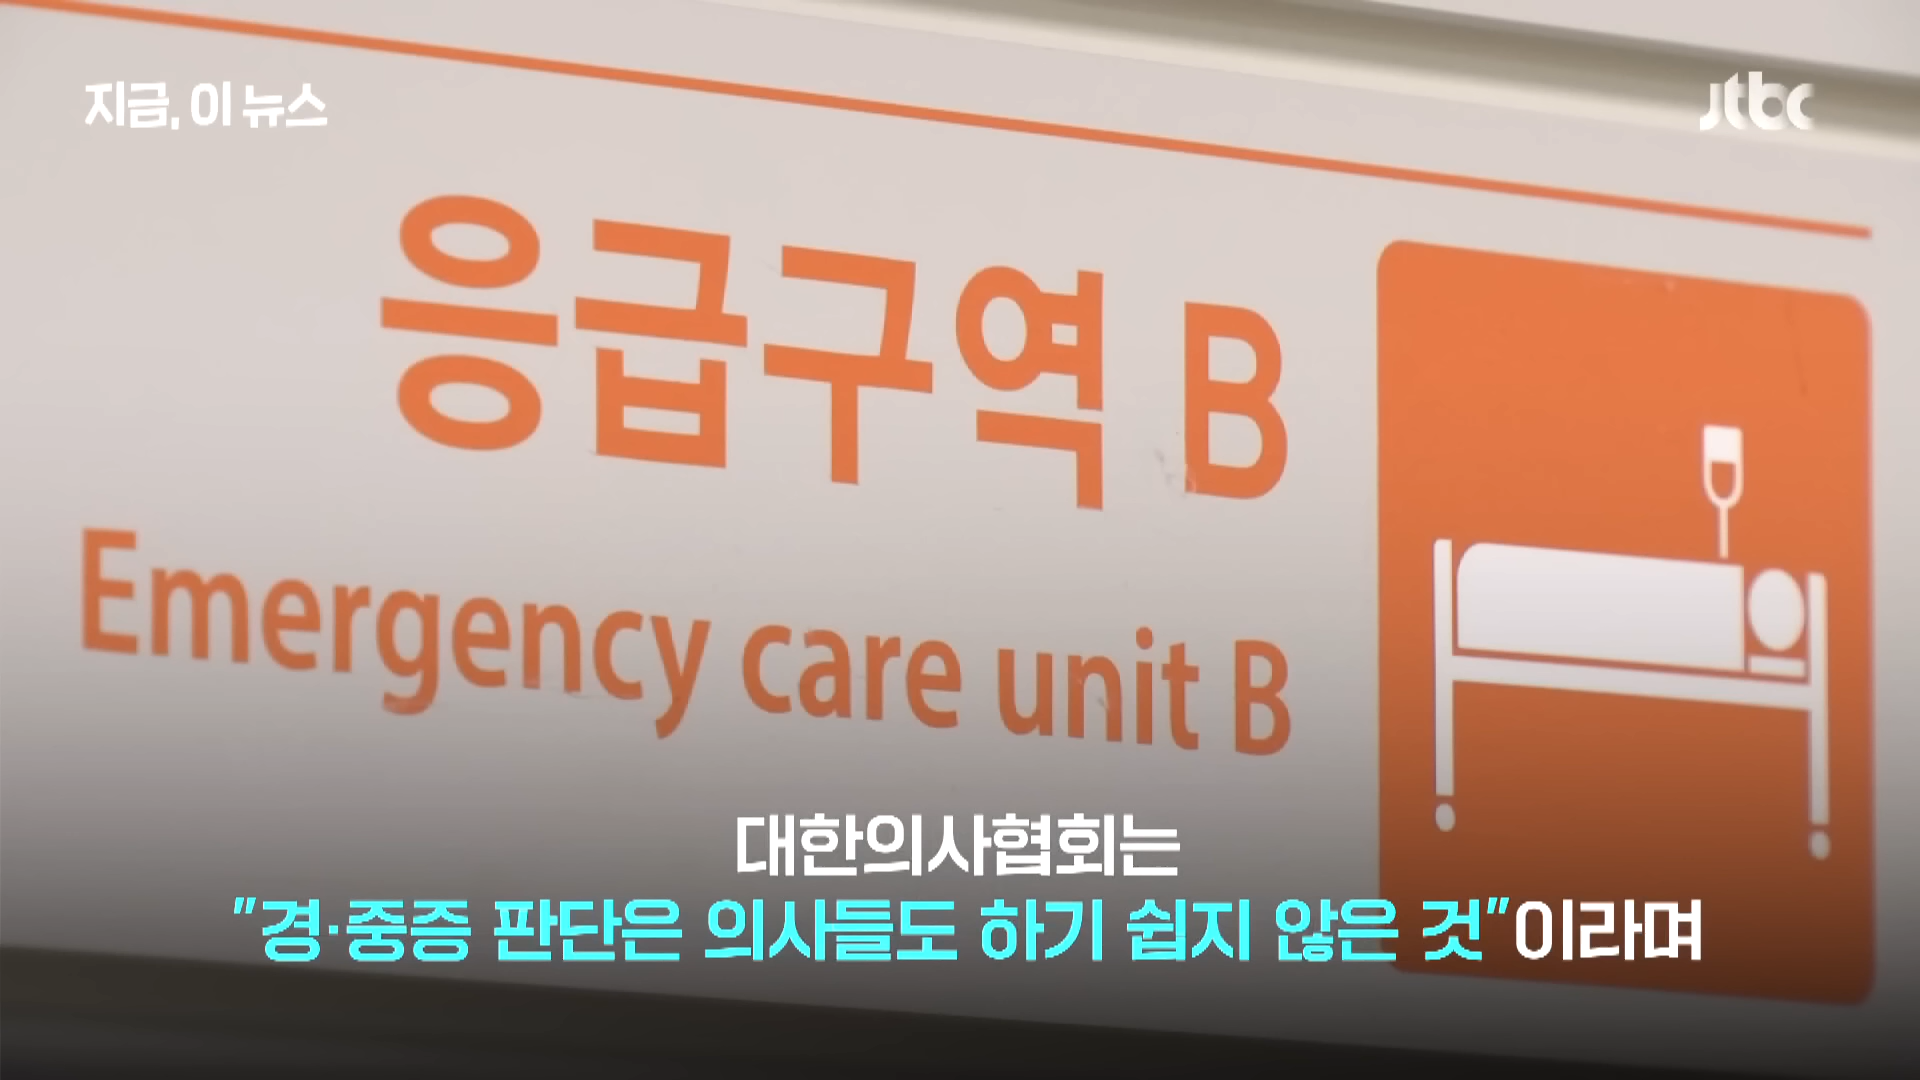 지금, 이 뉴스
jtbc
응급구역 B
Emergency care unit B
대한의사협회는
"경·중증 판단은 의사들도 하기 쉽지 않은 것"이라며